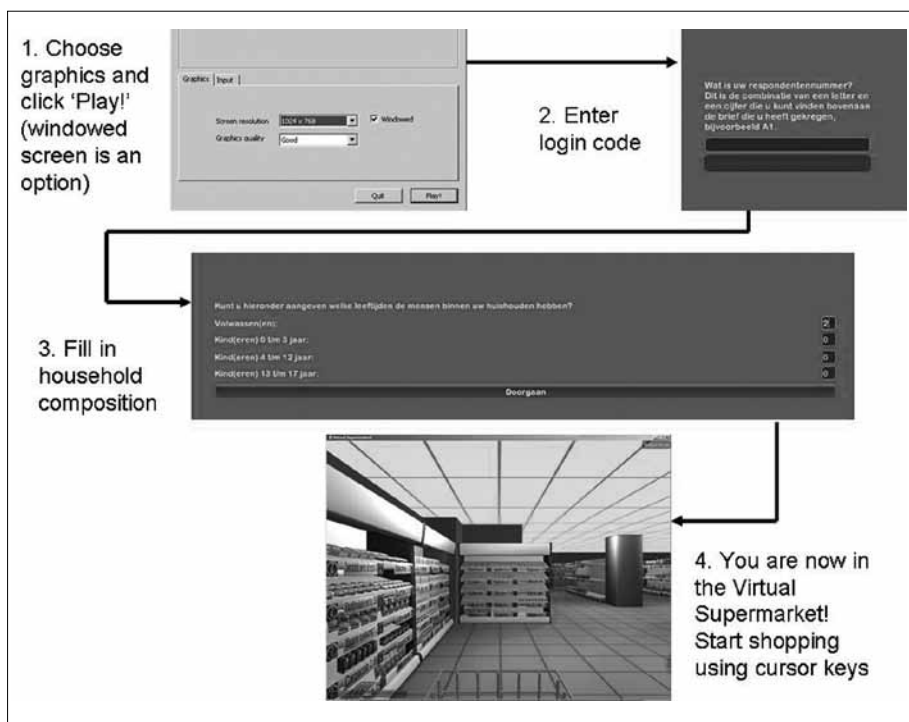 1. Choose
graphics and
click 'Play!'
(windowed
screen is an
option)
Graphics Input
Screen resolution 1024 x 768 Windowed
Graphics quality Good
Quit Play!
2. Enter
login code
Wat is uw respondentennummer?
Dit is de combinatie van een letter en
een cijfer die u kunt vinden bovenaan
de brief die u heeft gekregen,
bijvoorbeeld A1.
3. Fill in
household
composition
Kunt u hieronder aangeven welke leeftijden de mensen binnen uw huishouden hebben?
Volwassen(en): 2
Kind(eren) 0 t/m 3 jaar: 0
Kind(eren) 4 t/m 12 jaar: 0
Kind(eren) 13 t/m 17 jaar: 0
Doorgaan
4. You are now in
the Virtual
Supermarket!
Start shopping
using cursor keys